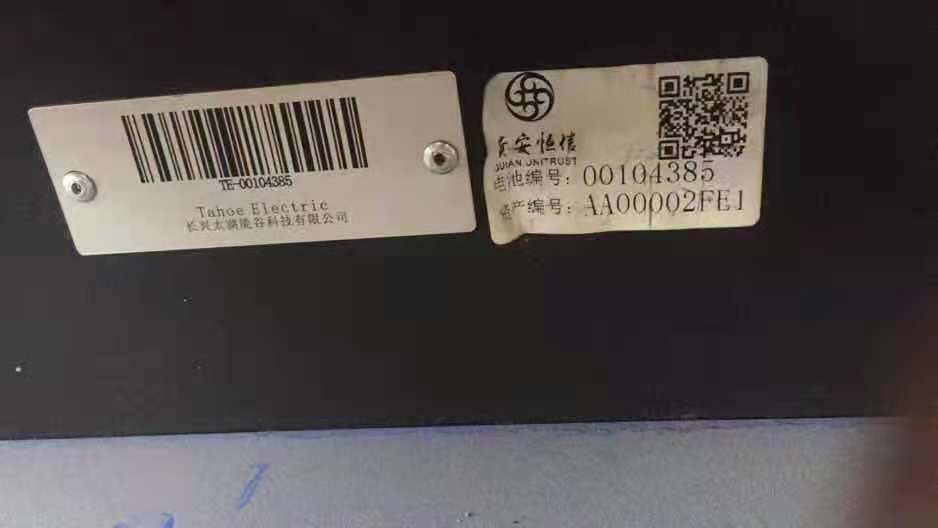 TE-00104385
Tahoe Electric
长兴太湖能谷科技有限公司
安恒信
JUIAN UNITRUST
电池编号: 00104385
资产编号: AA00002FE1